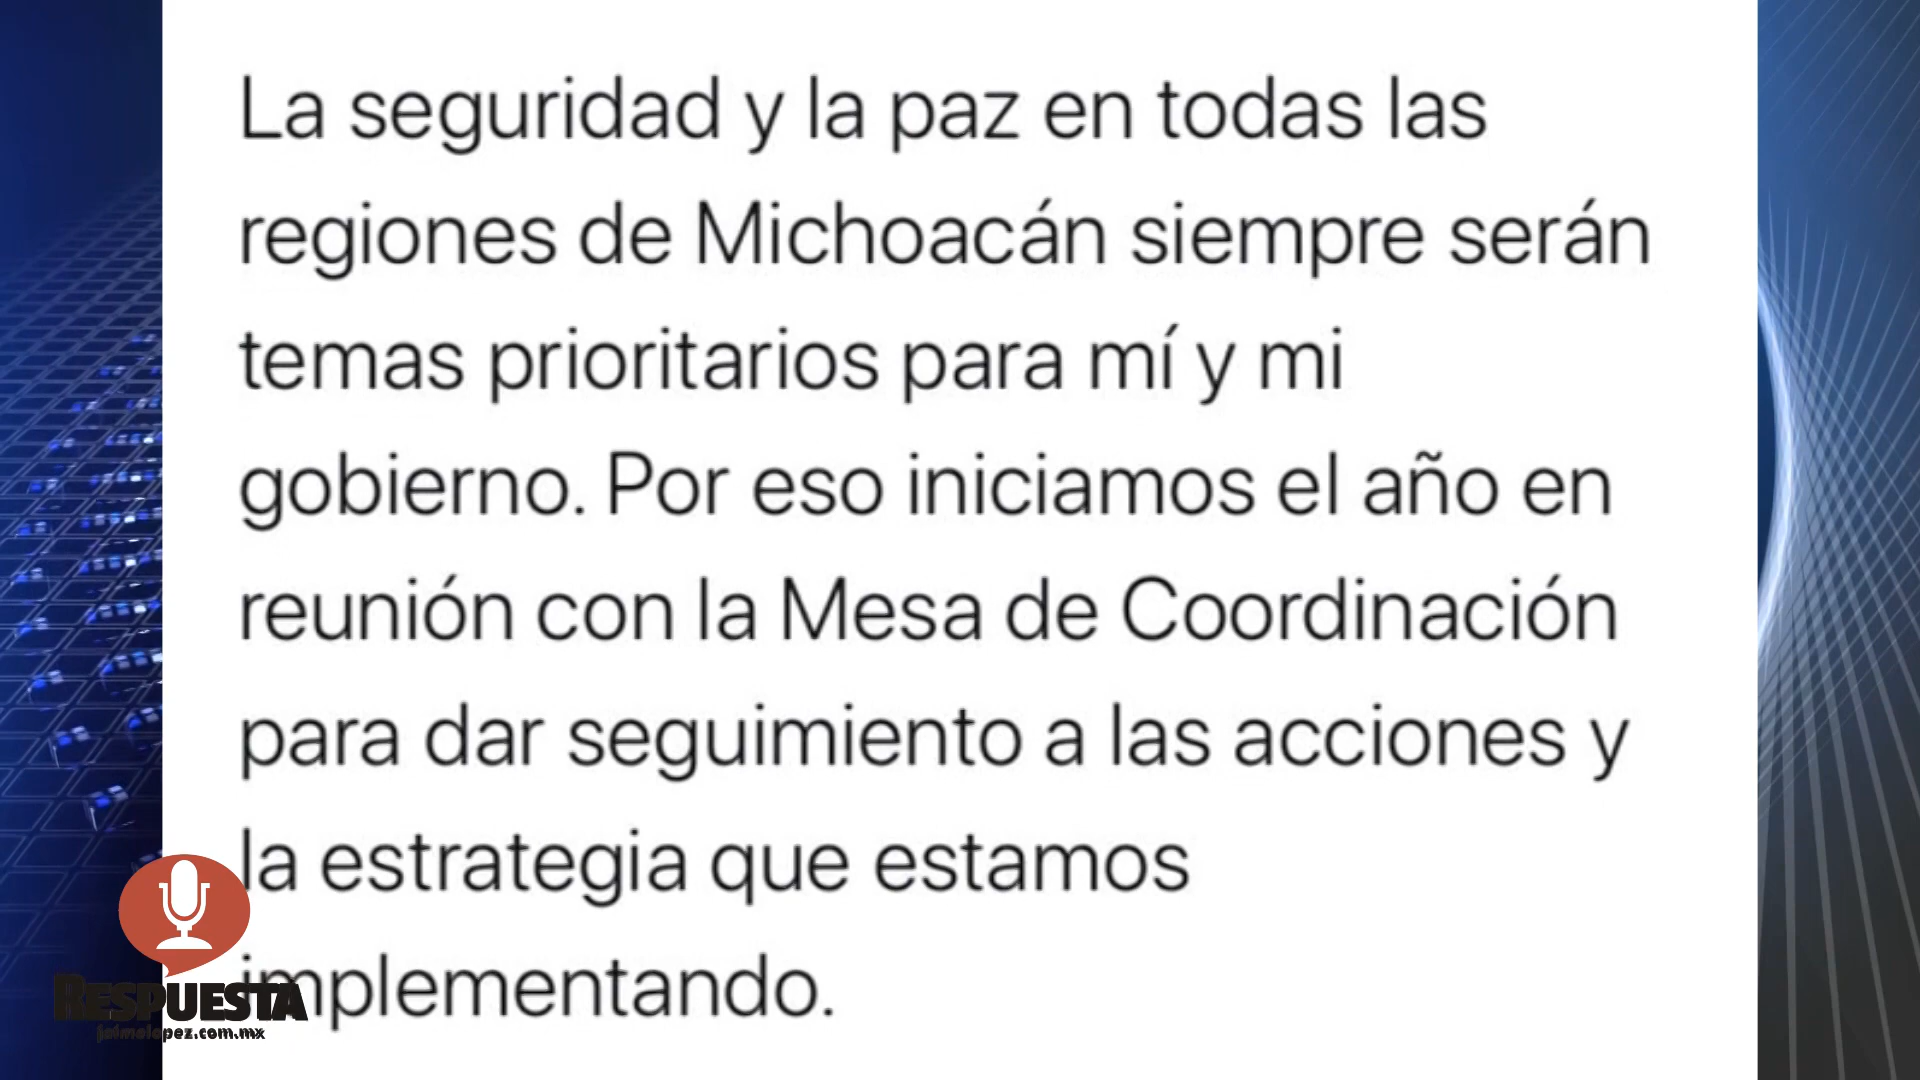 La seguridad y la paz en todas las
regiones de Michoacán siempre serán
temas prioritarios para mí y mi
gobierno. Por eso iniciamos el año en
reunión con la Mesa de Coordinación
para dar seguimiento a las acciones y
la estrategia que estamos
implementando.
RESPUESTA
jaimelopez.com.mx